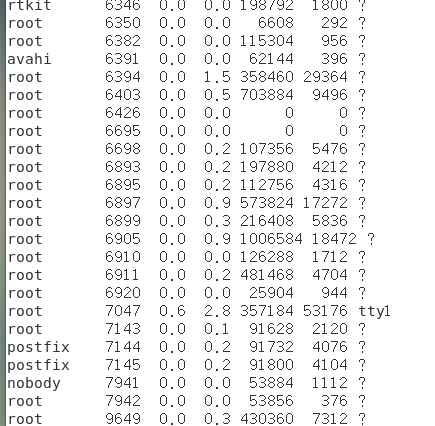 rtkit 6346 0.0 0.0 198792 1800 ?
root 6350 0.0 0.0 6608 292 ?
root 6382 0.0 0.0 115304 956 ?
avahi 6391 0.0 0.0 62144 396 ?
root 6394 0.0 1.5 358460 29364 ?
root 6403 0.0 0.5 703884 9496 ?
root 6426 0.0 0.0 0 0 ?
root 6695 0.0 0.0 0 0 ?
root 6698 0.0 0.2 107356 5476 ?
root 6893 0.0 0.2 197880 4212 ?
root 6895 0.0 0.2 112756 4316 ?
root 6897 0.0 0.9 573824 17272 ?
root 6899 0.0 0.3 216408 5836 ?
root 6905 0.0 0.9 1006584 18472 ?
root 6910 0.0 0.0 126288 1712 ?
root 6911 0.0 0.2 481468 4704 ?
root 6920 0.0 0.0 25904 944 ?
root 7047 0.6 2.8 357184 53176 tty1
root 7143 0.0 0.1 91628 2120 ?
postfix 7144 0.0 0.2 91732 4076 ?
postfix 7145 0.0 0.2 91800 4104 ?
nobody 7941 0.0 0.0 53884 1112 ?
root 7942 0.0 0.0 53856 376 ?
root 9649 0.0 0.3 430360 7312 ?